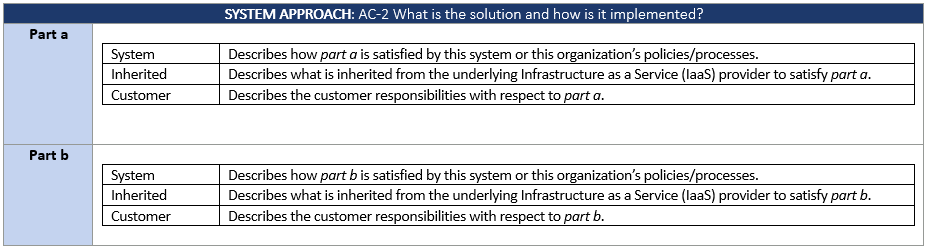 SYSTEM APPROACH: AC-2 What is the solution and how is it implemented?
Part a
System Describes how part a is satisfied by this system or this organization’s policies/processes.
Inherited Describes what is inherited from the underlying Infrastructure as a Service (IaaS) provider to satisfy part a.
Customer Describes the customer responsibilities with respect to part a.
Part b
System Describes how part b is satisfied by this system or this organization’s policies/processes.
Inherited Describes what is inherited from the underlying Infrastructure as a Service (IaaS) provider to satisfy part b.
Customer Describes the customer responsibilities with respect to part b.